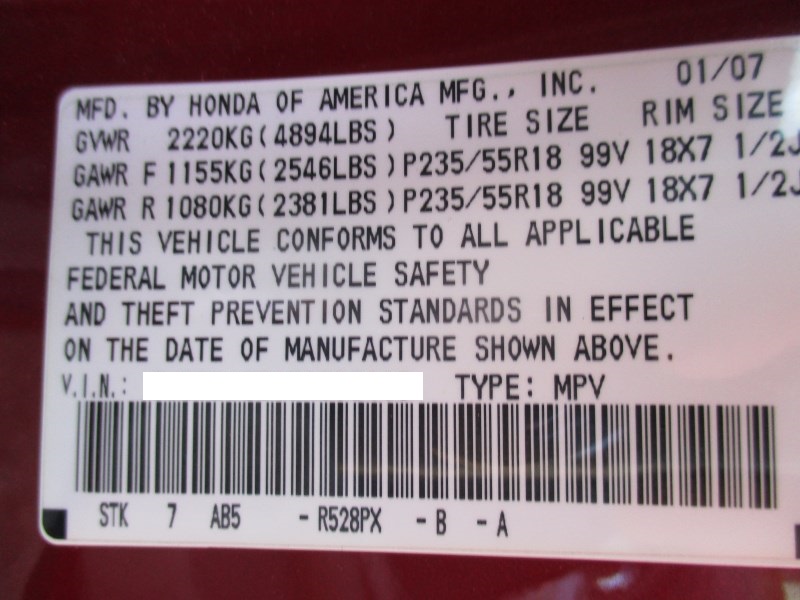 MFD. BY HONDA OF AMERICA MFG., INC. 01/07
GVWR 2220KG(4894LBS) TIRE SIZE RIM SIZE
GAWR F 1155KG(2546LBS) P235/55R18 99V 18X7 1/2J
GAWR R 1080KG(2381LBS) P235/55R18 99V 18X7 1/2J
THIS VEHICLE CONFORMS TO ALL APPLICABLE
FEDERAL MOTOR VEHICLE SAFETY
AND THEFT PREVENTION STANDARDS IN EFFECT
ON THE DATE OF MANUFACTURE SHOWN ABOVE.
V.I.N.: TYPE: MPV
STK 7 AB5 -R528PX -B -A